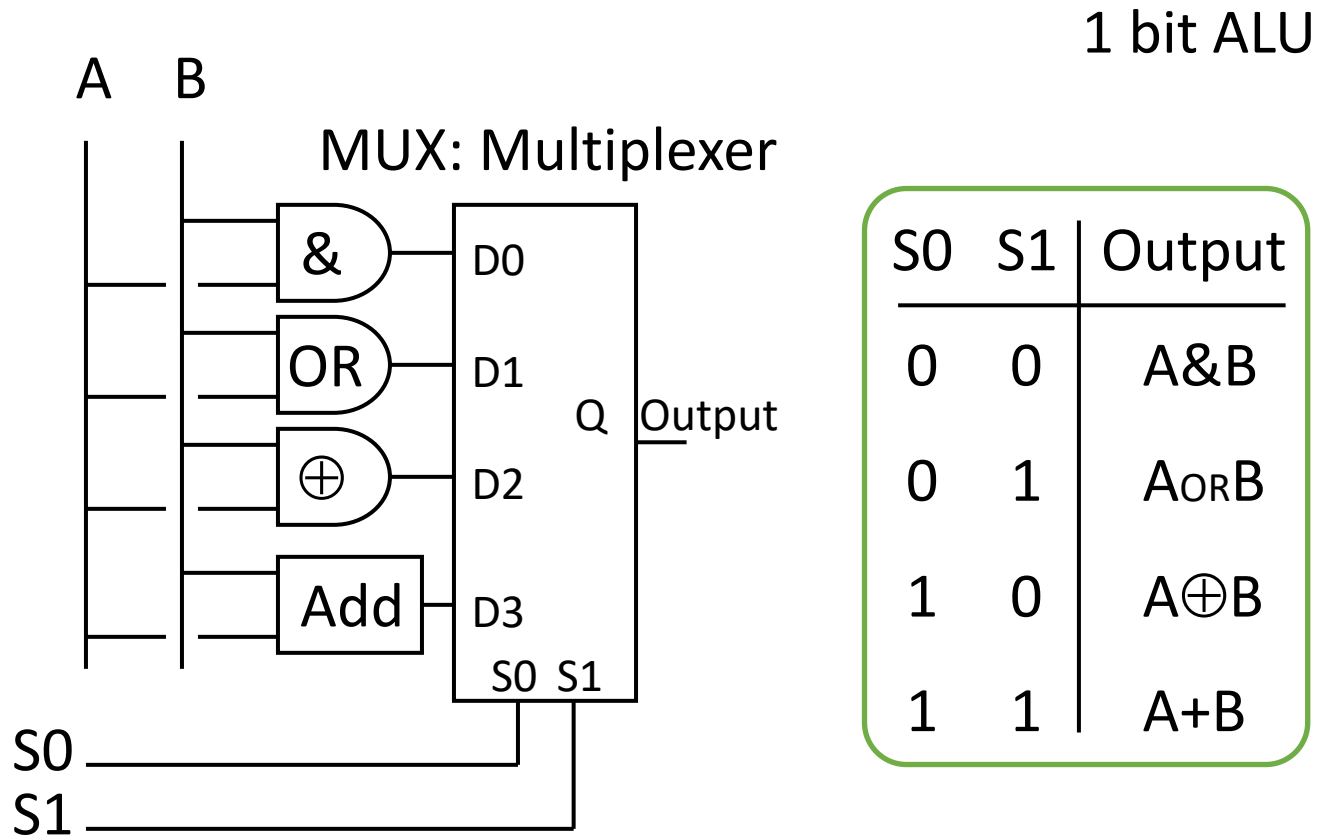 1 bit ALU
A B
MUX: Multiplexer
& D0
OR D1
Q Output
⊕ D2
Add D3
S0 S1
S0
S1
S0 S1 Output
0 0 A&B
0 1 AORB
1 0 A⊕B
1 1 A+B